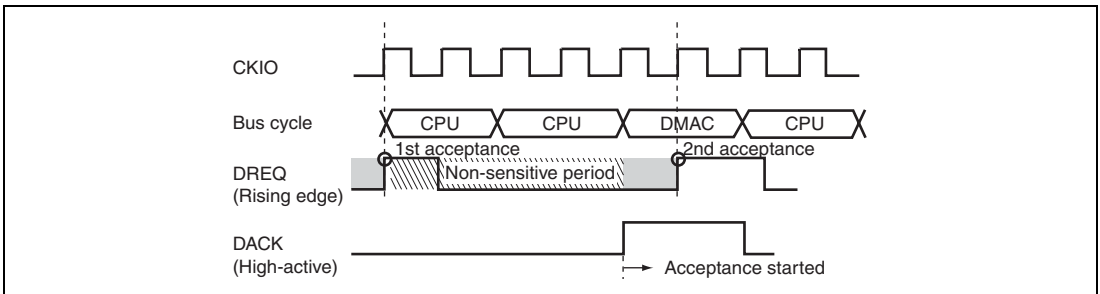 CKIO
Bus cycle
CPU CPU DMAC CPU
1st acceptance 2nd acceptance
DREQ
(Rising edge)
Non-sensitive period
DACK
(High-active)
Acceptance started